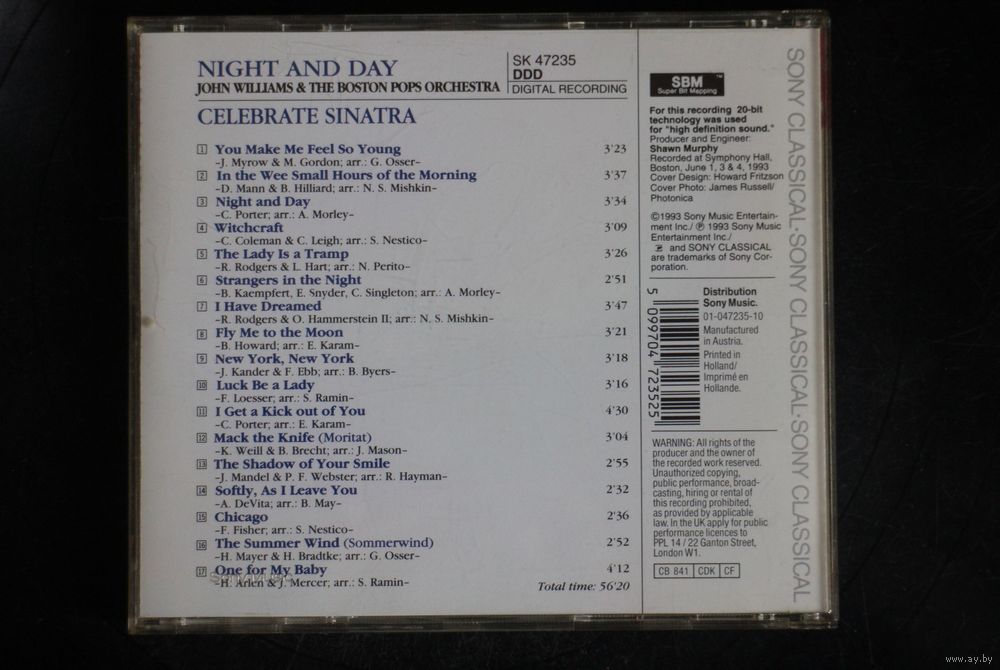 NIGHT AND DAY
JOHN WILLIAMS & THE BOSTON POPS ORCHESTRA
CELEBRATE SINATRA
SK 47235
DDD
DIGITAL RECORDING
1 You Make Me Feel So Young 3'23
–J. Myrow & M. Gordon; arr.: G. Osser–
2 In the Wee Small Hours of the Morning 3'37
–D. Mann & B. Hilliard; arr.: N. S. Mishkin–
3 Night and Day 3'34
–C. Porter; arr.: A. Morley–
4 Witchcraft 3'09
–C. Coleman & C. Leigh; arr.: S. Nestico–
5 The Lady Is a Tramp 3'26
–R. Rodgers & L. Hart; arr.: N. Perito–
6 Strangers in the Night 2'51
–B. Kaempfert, E. Snyder, C. Singleton; arr.: A. Morley–
7 I Have Dreamed 3'47
–R. Rodgers & O. Hammerstein II; arr.: N. S. Mishkin–
8 Fly Me to the Moon 3'21
–B. Howard; arr.: E. Karam–
9 New York, New York 3'18
–J. Kander & F. Ebb; arr.: B. Byers–
10 Luck Be a Lady 3'16
–F. Loesser; arr.: S. Ramin–
11 I Get a Kick out of You 4'30
–C. Porter; arr.: E. Karam–
12 Mack the Knife (Moritat) 3'04
–K. Weill & B. Brecht; arr.: J. Mason–
13 The Shadow of Your Smile 2'55
–J. Mandel & P. F. Webster; arr.: R. Hayman–
14 Softly, As I Leave You 2'32
–A. DeVita; arr.: B. May–
15 Chicago 2'36
–F. Fisher; arr.: S. Nestico–
16 The Summer Wind (Sommerwind) 2'52
–H. Mayer & H. Bradtke; arr.: G. Osser–
17 One for My Baby 4'12
–H. Arlen & J. Mercer; arr.: S. Ramin–
Total time: 56'20
SBM™
Super Bit Mapping
For this recording 20-bit
technology was used
for "high definition sound."
Producer and Engineer:
Shawn Murphy
Recorded at Symphony Hall,
Boston, June 1, 3 & 4, 1993
Cover Design: Howard Fritzson
Cover Photo: James Russell/
Photonica
©1993 Sony Music Entertain-
ment Inc./ ℗ 1993 Sony Music
Entertainment Inc./
and SONY CLASSICAL
are trademarks of Sony Cor-
poration.
5 099704 723525
Distribution
Sony Music.
01-047235-10
Manufactured
in Austria.
Printed in
Holland/
Imprimé en
Hollande.
WARNING: All rights of the
producer and the owner of
the recorded work reserved.
Unauthorized copying,
public performance, broad-
casting, hiring or rental of
this recording prohibited,
as provided by applicable
law. In the UK apply for public
performance licences to
PPL 14 / 22 Ganton Street,
London W1.
CB 841 CDK CF
SONY CLASSICAL·SONY CLASSICAL·SONY CLASSICAL
www.ay.by